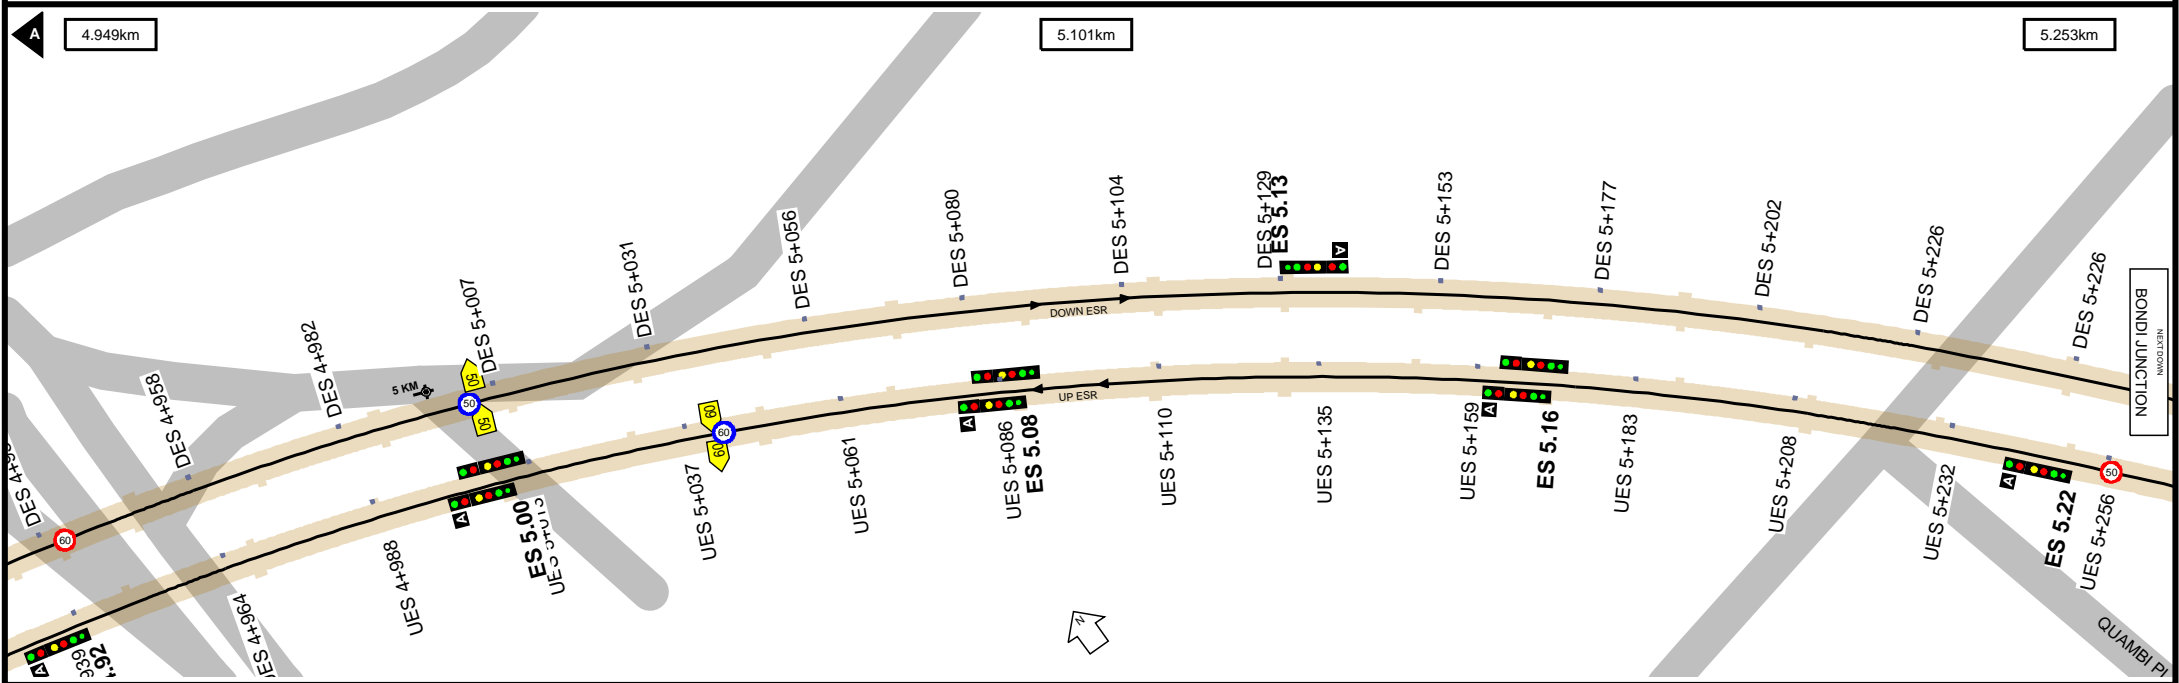 A
4.949km
5.101km
5.253km
DES 4+958
DES 4+982
DES 5+007
DES 5+031
DES 5+056
DES 5+080
DES 5+104
DES 5+129
ES 5.13
A
DES 5+153
DES 5+177
DES 5+202
DES 5+226
DES 5+226
BONDI JUNCTION
NEXT DOWN
5 KM
50
50
50
60
60
60
60
DOWN ESR
UP ESR
A
A
A
A
A
50
939
UES 4+988
ES 5.00
UES 5+037
UES 5+061
UES 5+086
ES 5.08
UES 5+110
UES 5+135
UES 5+159
ES 5.16
UES 5+183
UES 5+208
UES 5+232
ES 5.22
UES 5+256
N
QUAMBI PL